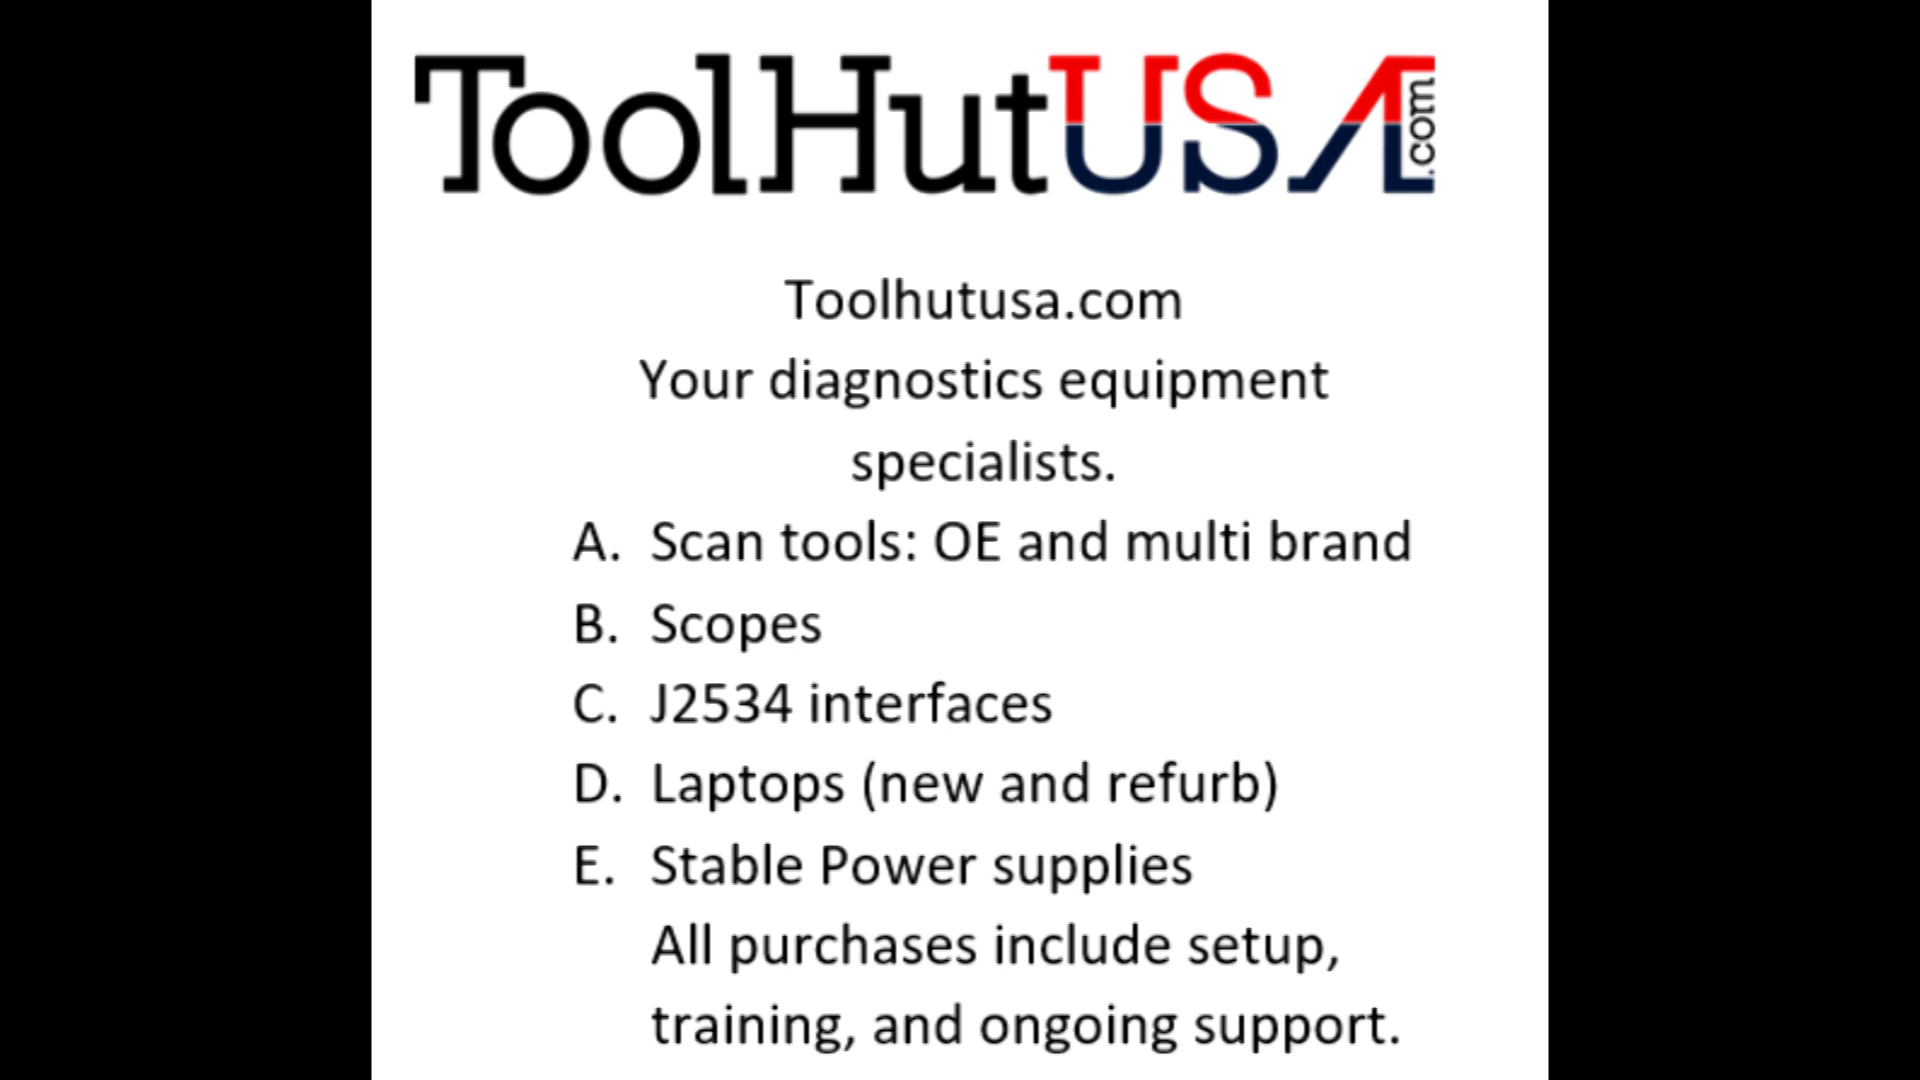 ToolHutUSA.com
Toolhutusa.com
Your diagnostics equipment
specialists.
A. Scan tools: OE and multi brand
B. Scopes
C. J2534 interfaces
D. Laptops (new and refurb)
E. Stable Power supplies
All purchases include setup,
training, and ongoing support.